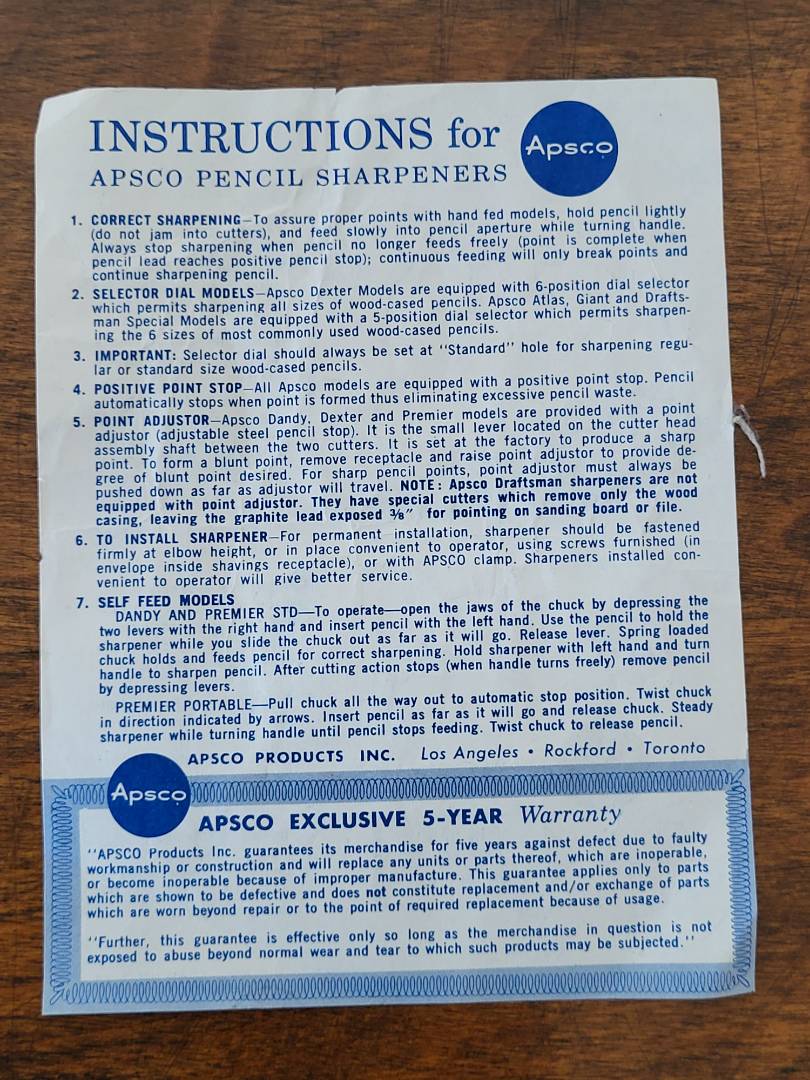 INSTRUCTIONS for
Apsco
APSCO PENCIL SHARPENERS
1. CORRECT SHARPENING—To assure proper points with hand fed models, hold pencil lightly
(do not jam into cutters), and feed slowly into pencil aperture while turning handle.
Always stop sharpening when pencil no longer feeds freely (point is complete when
pencil lead reaches positive pencil stop); continuous feeding will only break points and
continue sharpening pencil.
2. SELECTOR DIAL MODELS—Apsco Dexter Models are equipped with 6-position dial selector
which permits sharpening all sizes of wood-cased pencils. Apsco Atlas, Giant and Drafts-
man Special Models are equipped with a 5-position dial selector which permits sharpen-
ing the 6 sizes of most commonly used wood-cased pencils.
3. IMPORTANT: Selector dial should always be set at "Standard" hole for sharpening regu-
lar or standard size wood-cased pencils.
4. POSITIVE POINT STOP—All Apsco models are equipped with a positive point stop. Pencil
automatically stops when point is formed thus eliminating excessive pencil waste.
5. POINT ADJUSTOR—Apsco Dandy, Dexter and Premier models are provided with a point
adjustor (adjustable steel pencil stop). It is the small lever located on the cutter head
assembly shaft between the two cutters. It is set at the factory to produce a sharp
point. To form a blunt point, remove receptacle and raise point adjustor to provide de-
gree of blunt point desired. For sharp pencil points, point adjustor must always be
pushed down as far as adjustor will travel. NOTE: Apsco Draftsman sharpeners are not
equipped with point adjustor. They have special cutters which remove only the wood
casing, leaving the graphite lead exposed ⅜" for pointing on sanding board or file.
6. TO INSTALL SHARPENER—For permanent installation, sharpener should be fastened
firmly at elbow height, or in place convenient to operator, using screws furnished (in
envelope inside shavings receptacle), or with APSCO clamp. Sharpeners installed con-
venient to operator will give better service.
7. SELF FEED MODELS
DANDY AND PREMIER STD—To operate—open the jaws of the chuck by depressing the
two levers with the right hand and insert pencil with the left hand. Use the pencil to hold the
sharpener while you slide the chuck out as far as it will go. Release lever. Spring loaded
chuck holds and feeds pencil for correct sharpening. Hold sharpener with left hand and turn
handle to sharpen pencil. After cutting action stops (when handle turns freely) remove pencil
by depressing levers.
PREMIER PORTABLE—Pull chuck all the way out to automatic stop position. Twist chuck
in direction indicated by arrows. Insert pencil as far as it will go and release chuck. Steady
sharpener while turning handle until pencil stops feeding. Twist chuck to release pencil.
APSCO PRODUCTS INC. Los Angeles • Rockford • Toronto
Apsco
APSCO EXCLUSIVE 5-YEAR Warranty
"APSCO Products Inc. guarantees its merchandise for five years against defect due to faulty
workmanship or construction and will replace any units or parts thereof, which are inoperable,
or become inoperable because of improper manufacture. This guarantee applies only to parts
which are shown to be defective and does not constitute replacement and/or exchange of parts
which are worn beyond repair or to the point of required replacement because of usage.
"Further, this guarantee is effective only so long as the merchandise in question is not
exposed to abuse beyond normal wear and tear to which such products may be subjected."